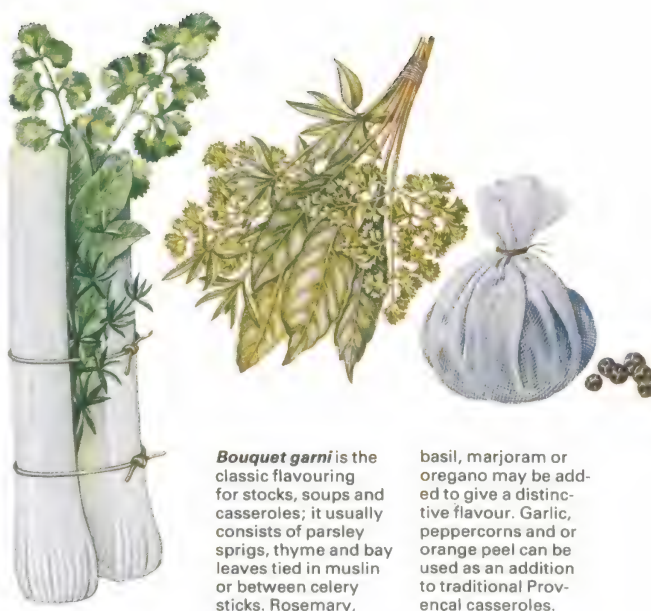 Bouquet garni is the
classic flavouring
for stocks, soups and
casseroles; it usually
consists of parsley
sprigs, thyme and bay
leaves tied in muslin
or between celery
sticks. Rosemary,
basil, marjoram or
oregano may be add-
ed to give a distinc-
tive flavour. Garlic,
peppercorns and or
orange peel can be
used as an addition
to traditional Prov-
encal casseroles.